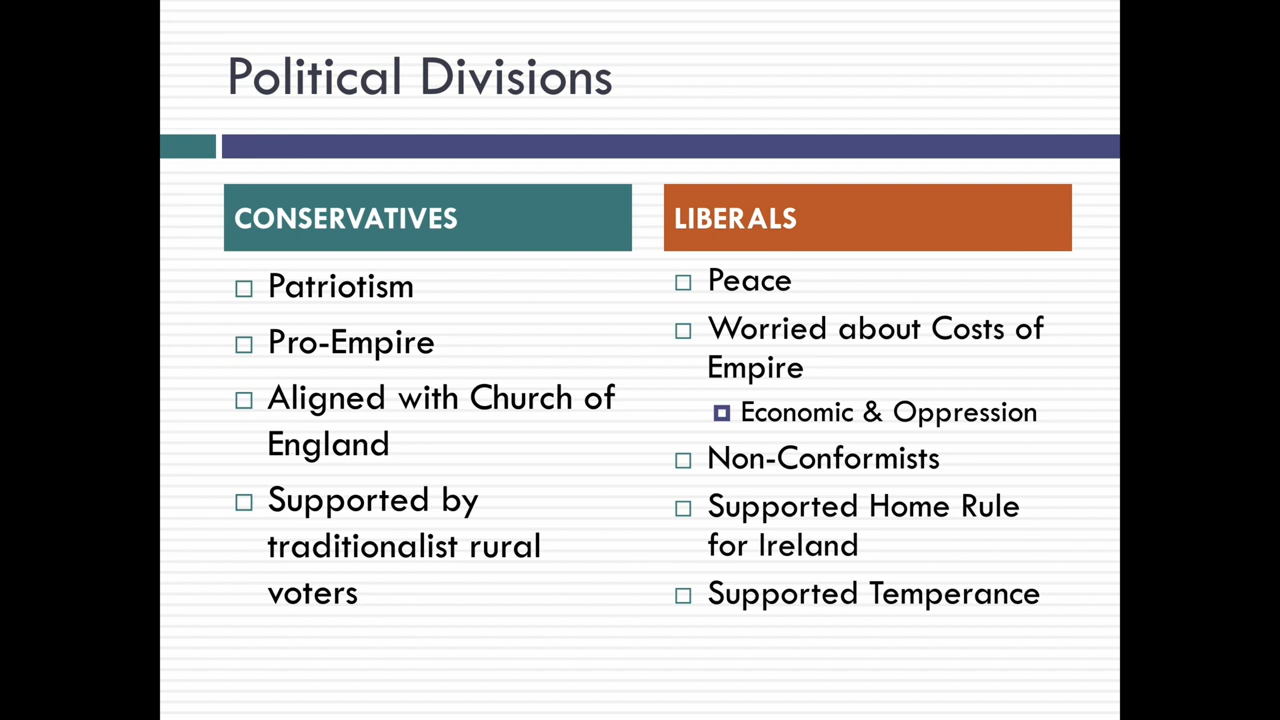 Political Divisions
CONSERVATIVES
Patriotism
Pro-Empire
Aligned with Church of
England
Supported by
traditionalist rural
voters
LIBERALS
Peace
Worried about Costs of
Empire
Economic & Oppression
Non-Conformists
Supported Home Rule
for Ireland
Supported Temperance